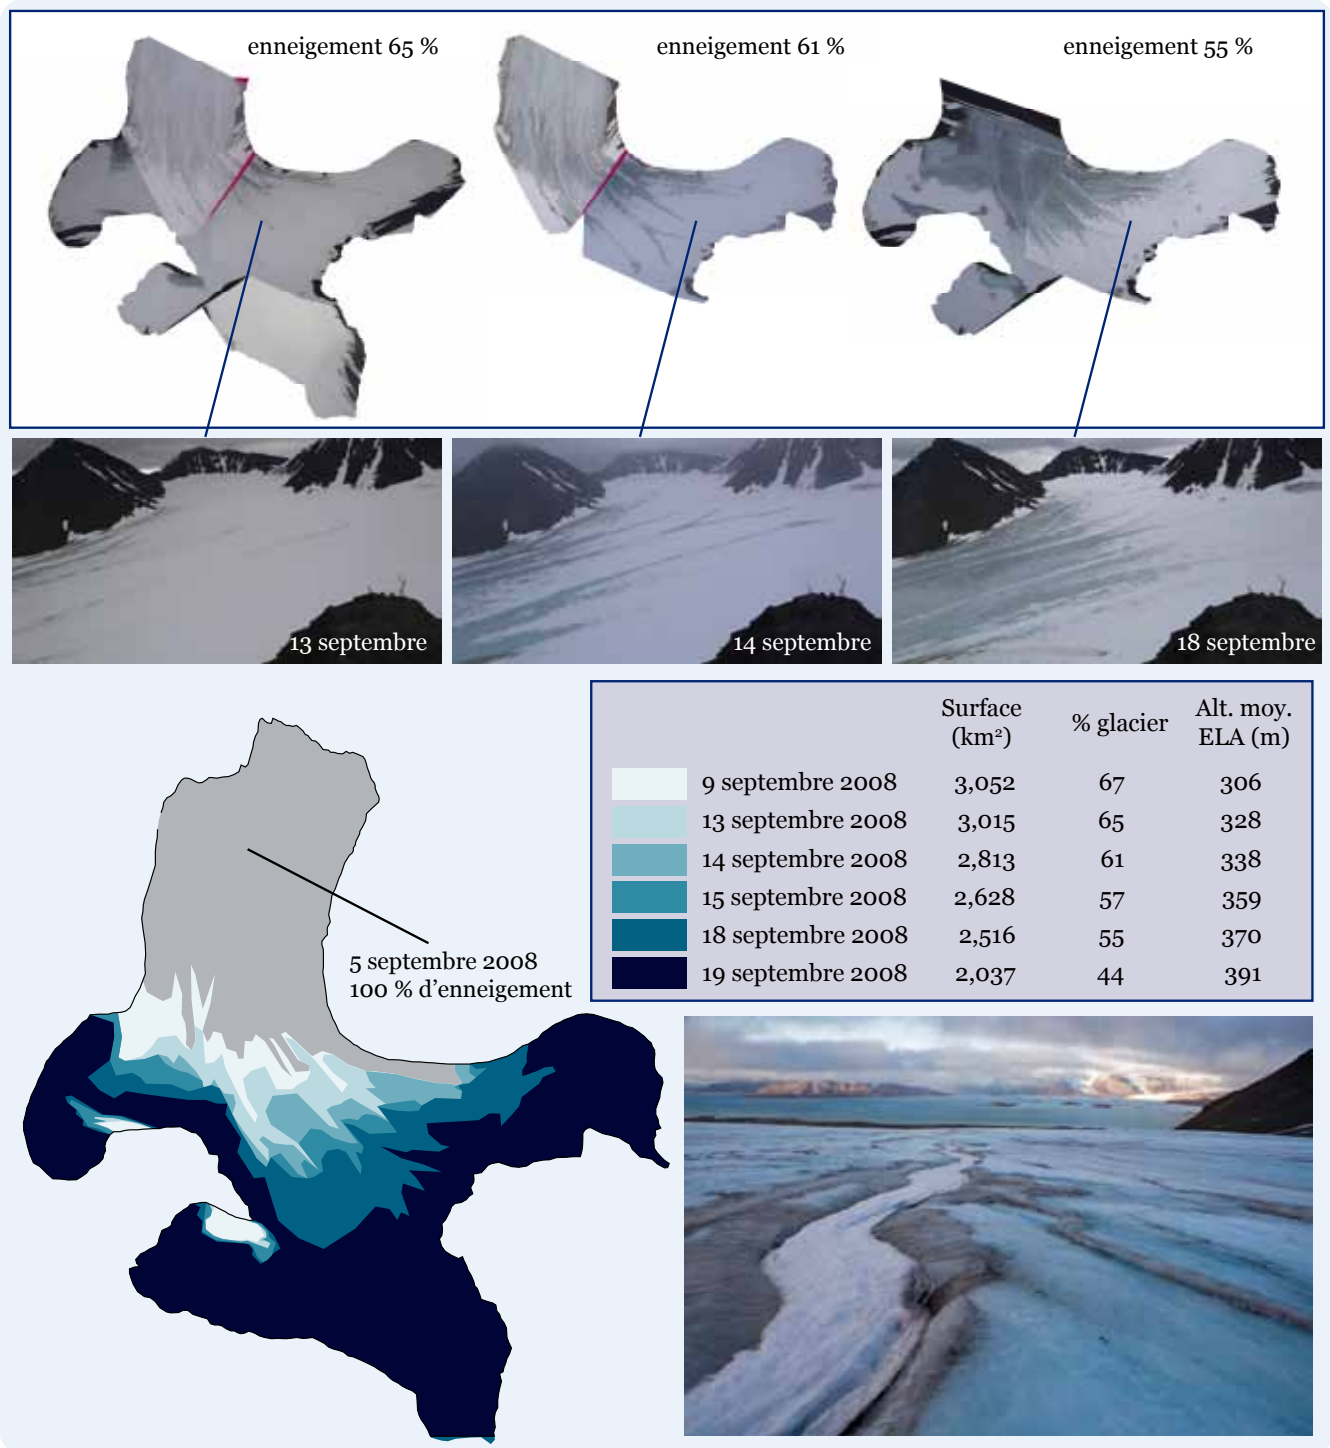 enneigement 65 %
enneigement 61 %
enneigement 55 %
13 septembre
14 septembre
18 septembre
Surface (km²) % glacier Alt. moy. ELA (m)
9 septembre 2008 3,052 67 306
13 septembre 2008 3,015 65 328
14 septembre 2008 2,813 61 338
15 septembre 2008 2,628 57 359
18 septembre 2008 2,516 55 370
19 septembre 2008 2,037 44 391
5 septembre 2008
100 % d’enneigement